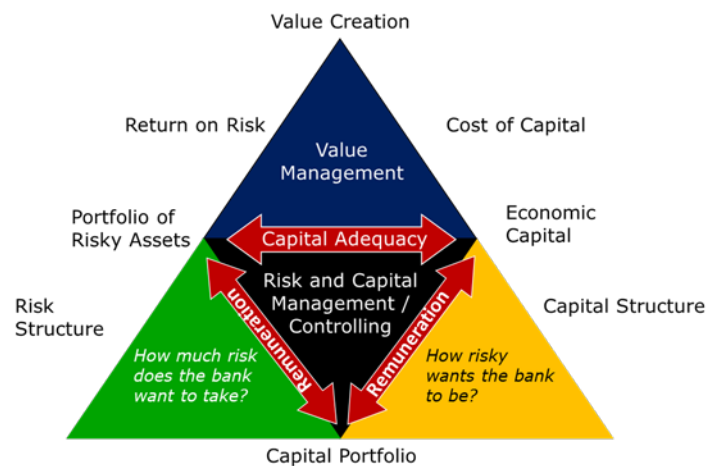 Value Creation
Return on Risk
Cost of Capital
Value
Management
Portfolio of
Risky Assets
Economic
Capital
Capital Adequacy
Risk and Capital
Management /
Controlling
Risk
Structure
Capital Structure
Remuneration
Remuneration
How much risk
does the bank
want to take?
How risky
wants the bank
to be?
Capital Portfolio